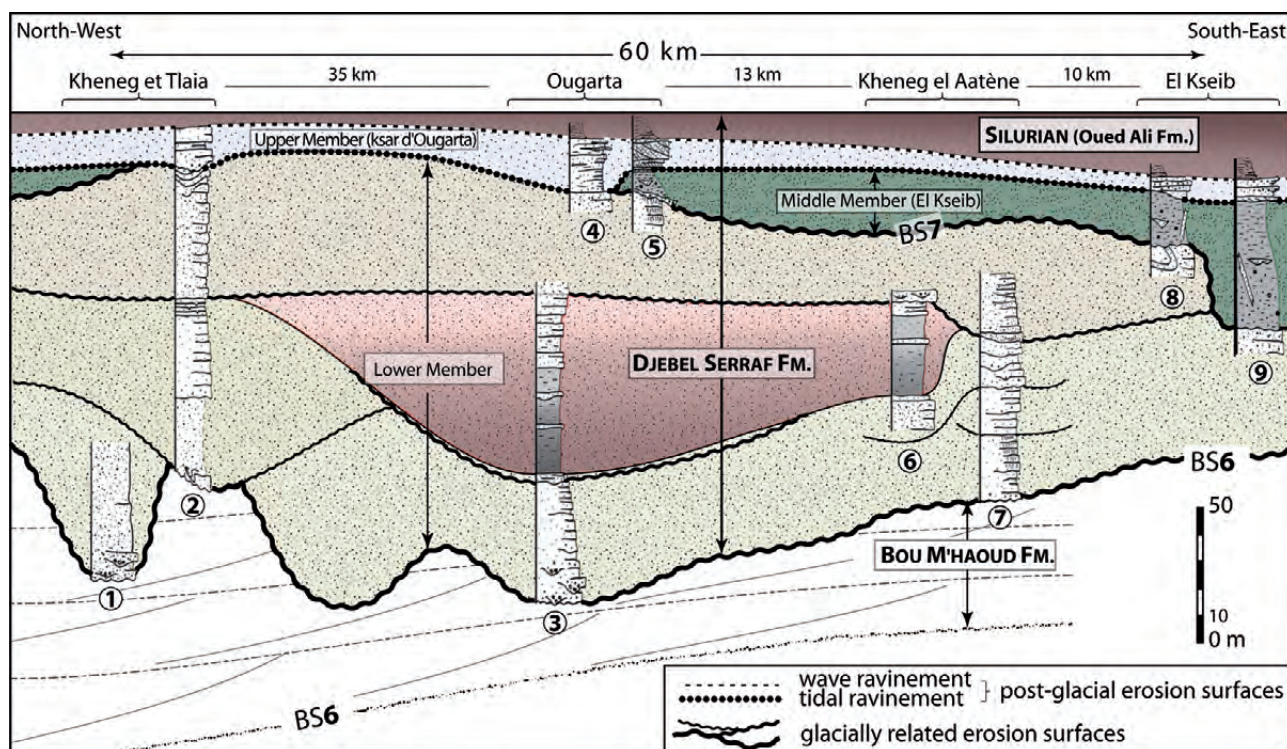 North-West
South-East
60 km
Kheneg et Tlaia
35 km
Ougarta
13 km
Kheneg el Aatène
10 km
El Kseib
SILURIAN (Oued Ali Fm.)
Upper Member (ksar d'Ougarta)
Middle Member (El Kseib)
④
⑤
BS7
⑧
Lower Member
DJEBEL SERRAF FM.
⑨
⑥
BS6
②
⑦
50
BOU M'HAOUD FM.
①
③
10
0 m
BS6
wave ravinement
tidal ravinement
post-glacial erosion surfaces
glacially related erosion surfaces